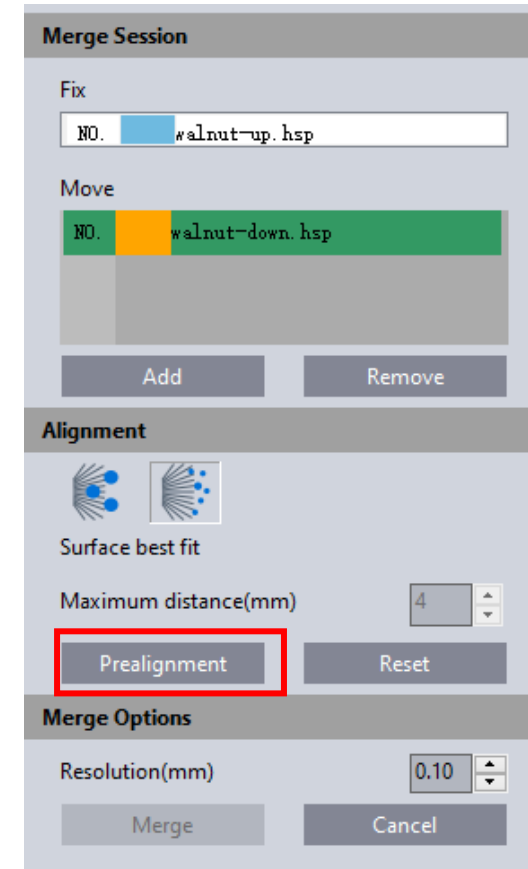 Merge Session
Fix
NO. walnut-up.hsp
Move
NO. walnut-down.hsp
Add Remove
Alignment
Surface best fit
Maximum distance(mm) 4
Prealignment Reset
Merge Options
Resolution(mm) 0.10
Merge Cancel